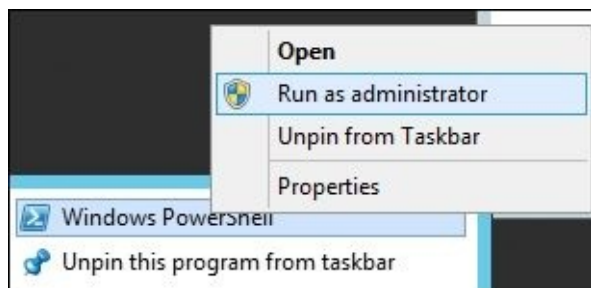 Open
Run as administrator
Unpin from Taskbar
Properties
Windows PowerShell
Unpin this program from taskbar